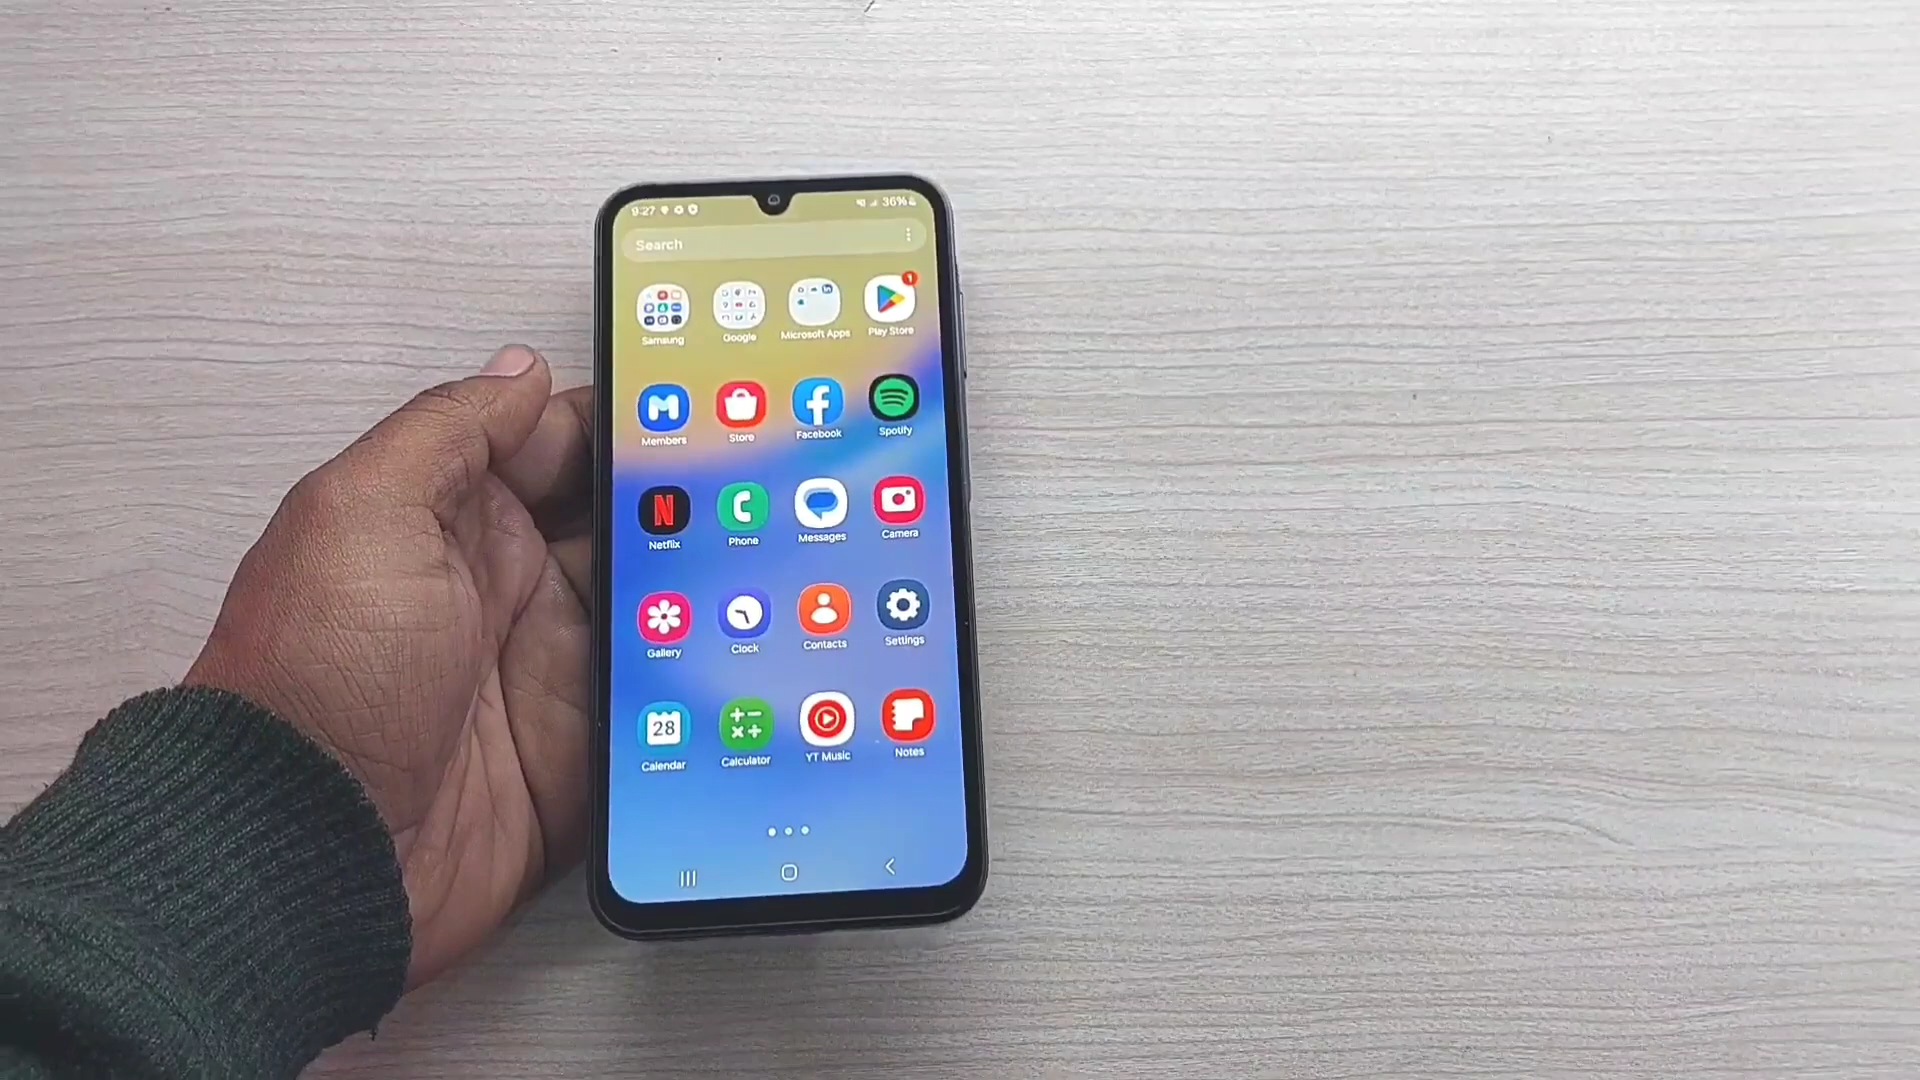 9:27 36%
Search
1
Samsung Google Microsoft Apps Play Store
Members Store Facebook Spotify
N
Netflix Phone Messages Camera
Gallery Clock Contacts Settings
28
Calendar Calculator YT Music Notes